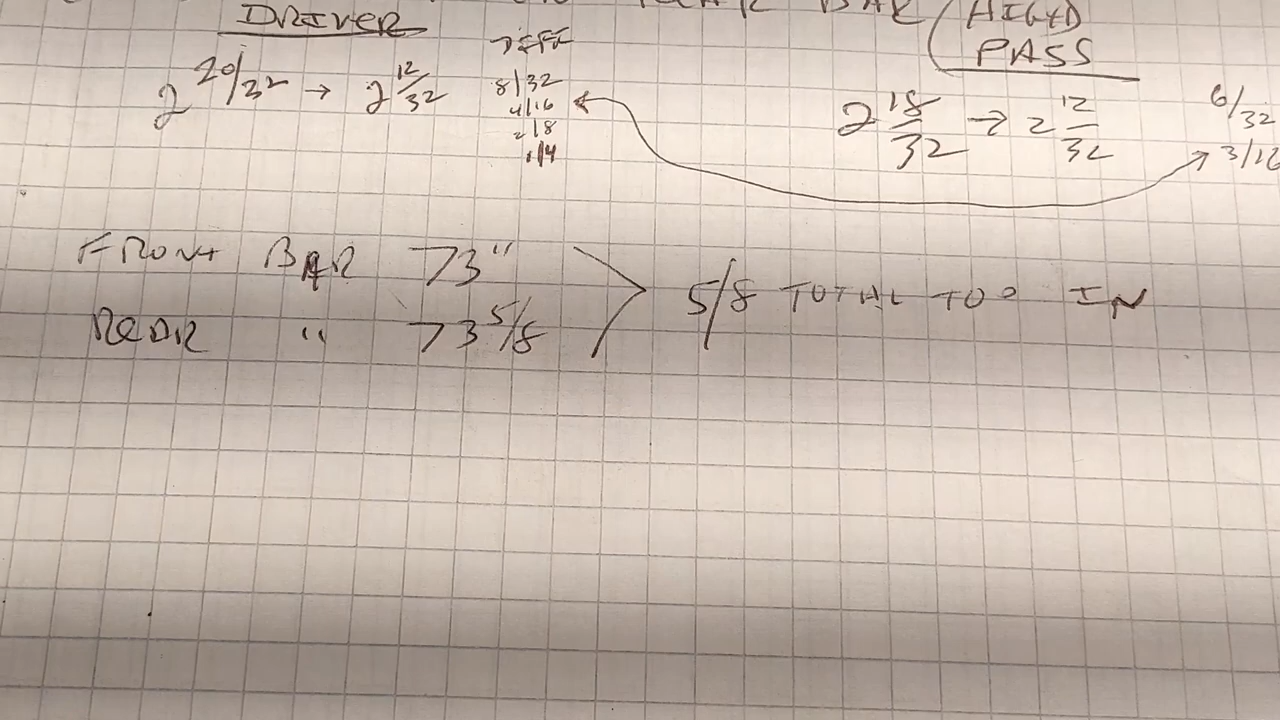 REAR BAR
DRIVER
DIFF
PASS
2 20/32 → 2 12/32
8/32
4/16
2/8
1/4
2 18/32 → 2 12/32
6/32
3/16
FRONT BAR 73"
REAR " 73 5/8
5/8 TOTAL TOO IN